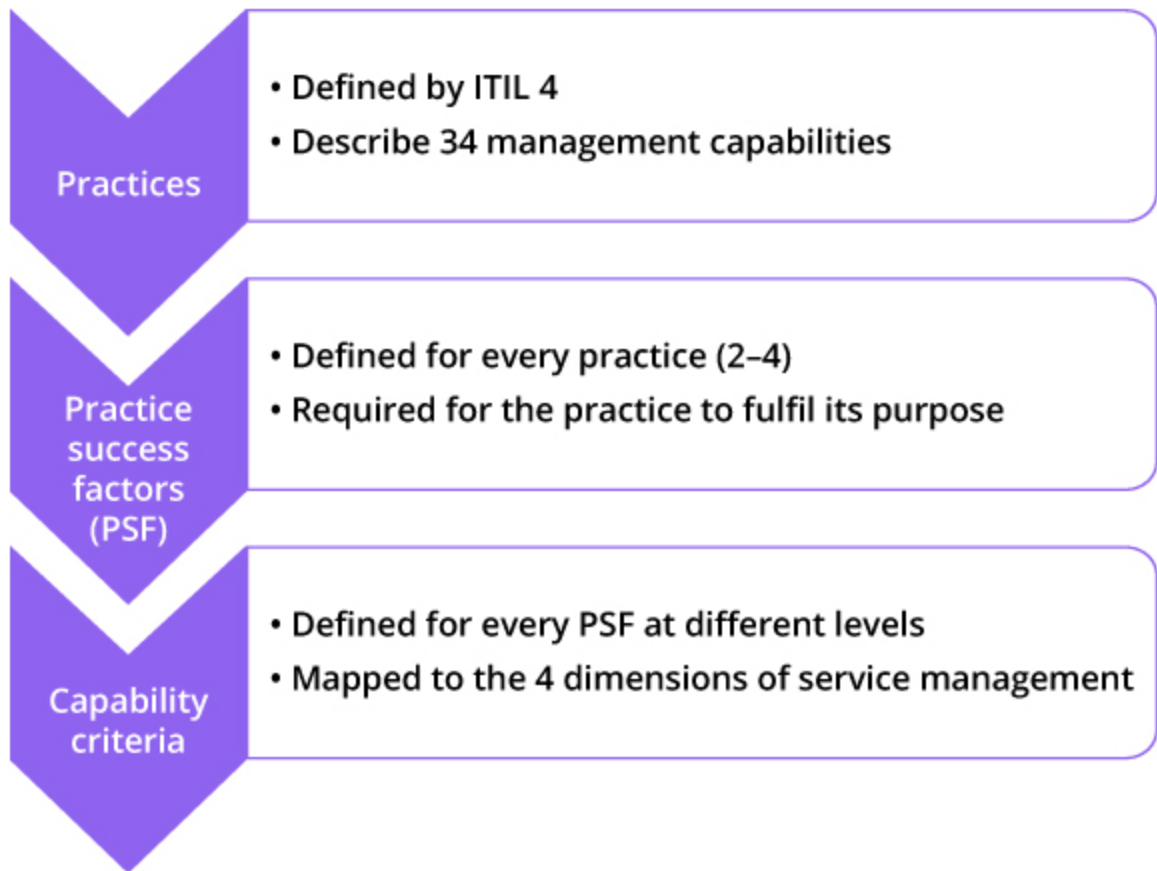 Practices
• Defined by ITIL 4
• Describe 34 management capabilities
Practice
success
factors
(PSF)
• Defined for every practice (2–4)
• Required for the practice to fulfil its purpose
Capability
criteria
• Defined for every PSF at different levels
• Mapped to the 4 dimensions of service management